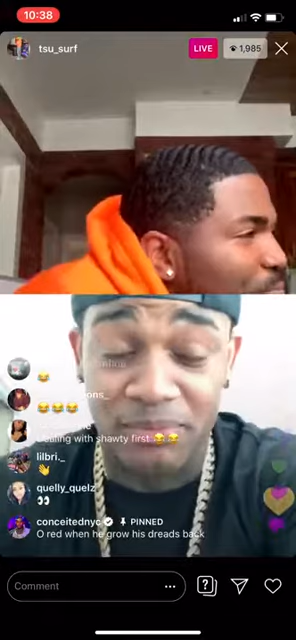 10:38
tsu_surf
LIVE
1,985
😂
ons_
😂😂😂
Dealing with shawty first 😂😂
lilbri._
👋
quelly_quelz
👀
conceitednyc PINNED
O red when he grow his dreads back
Comment